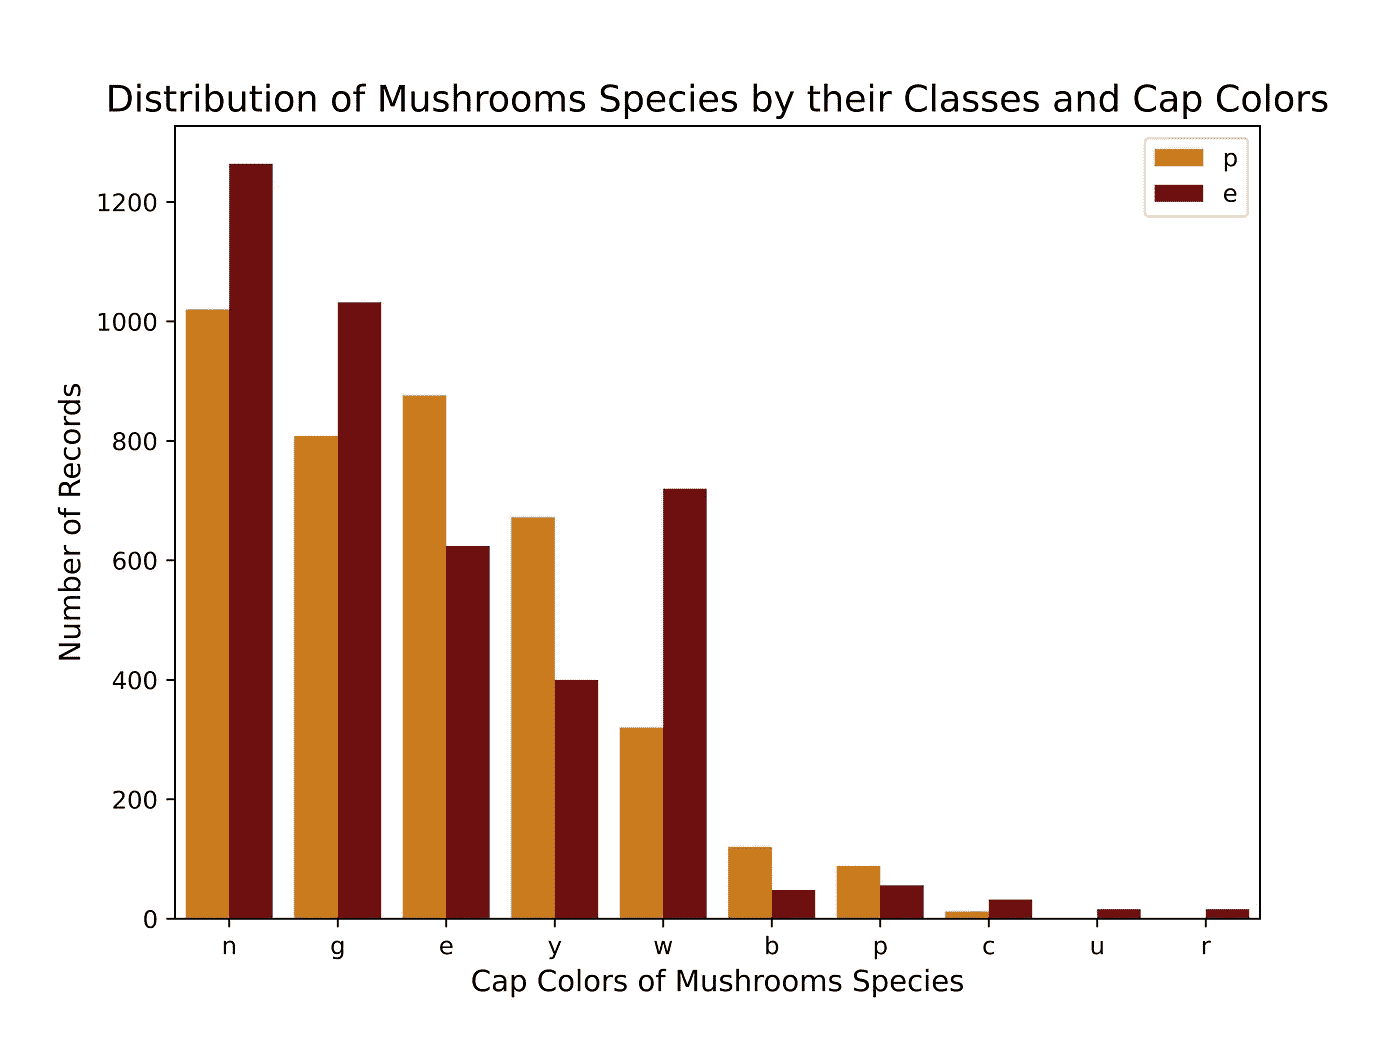 Distribution of Mushrooms Species by their Classes and Cap Colors
p
e
1200
1000
800
600
400
200
0
Number of Records
n g e y w b p c u r
Cap Colors of Mushrooms Species